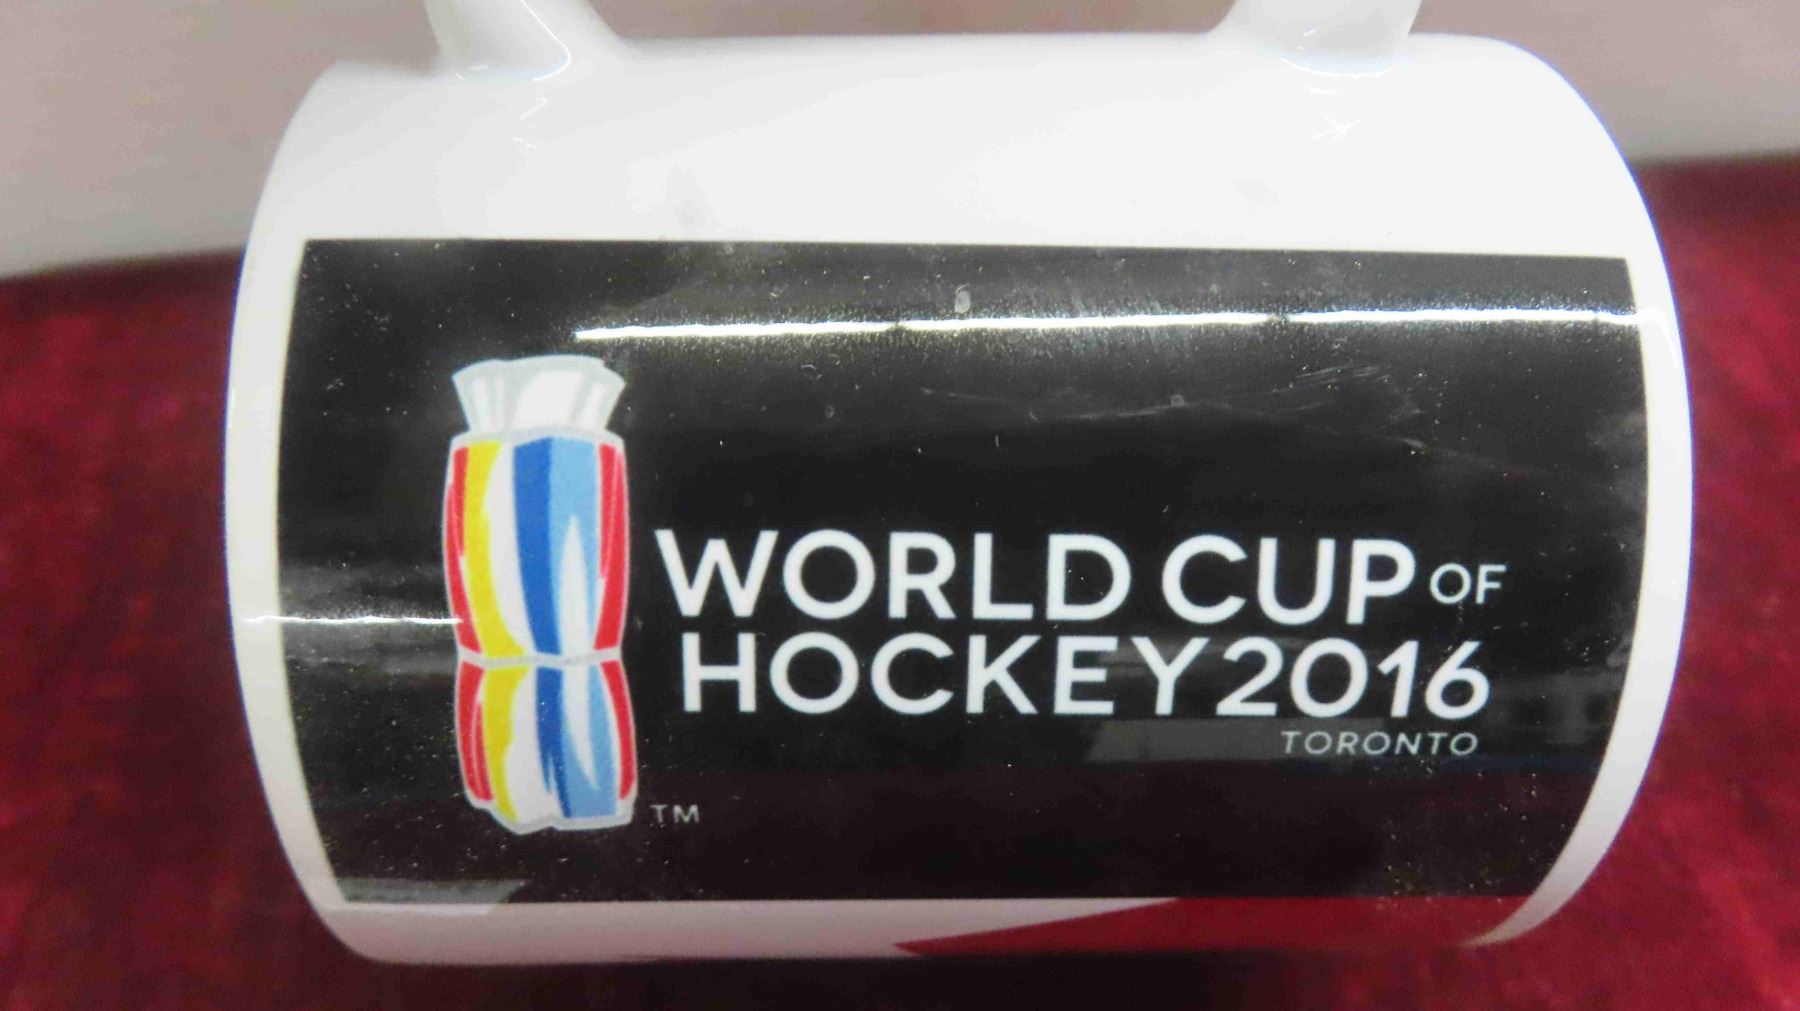 WORLD CUP OF
HOCKEY 2016
TORONTO
TM